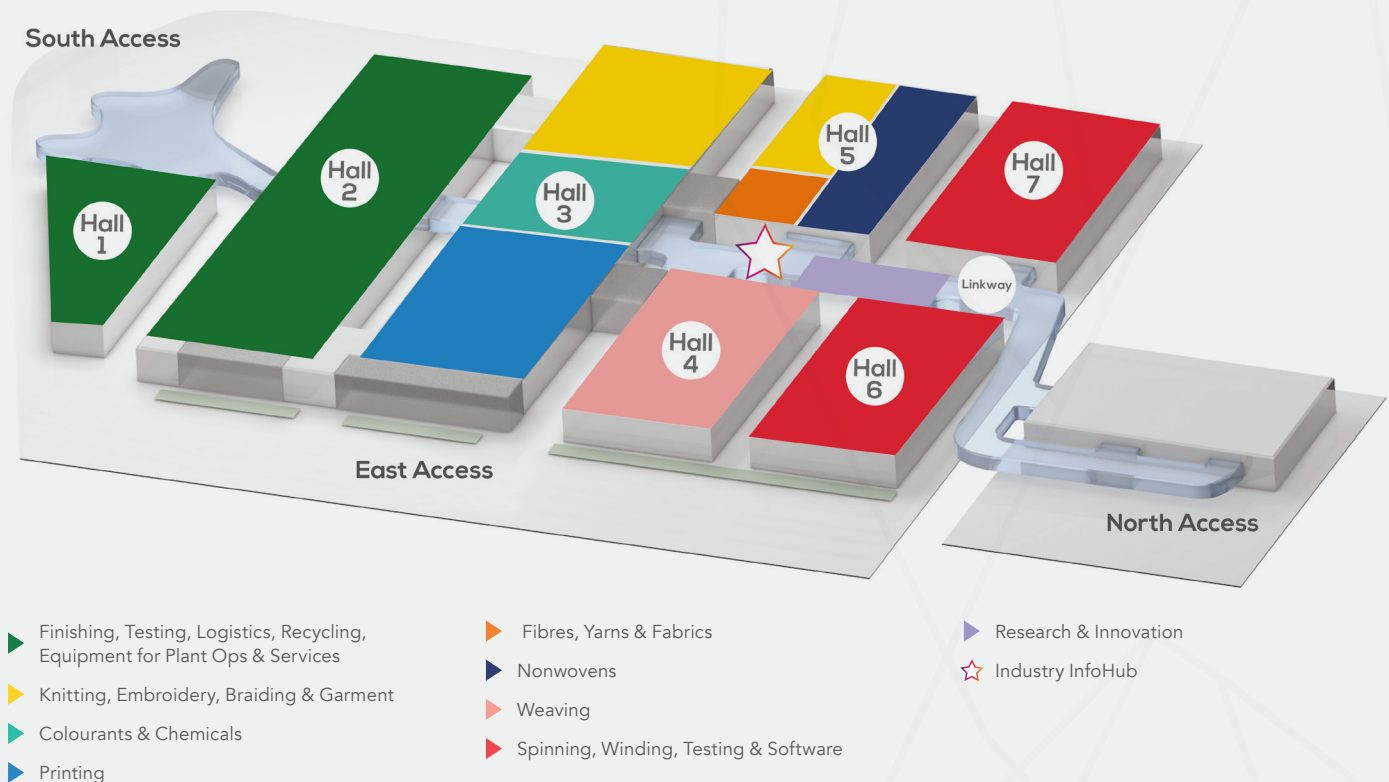 South Access
Hall
1
Hall
2
Hall
3
Hall
5
Hall
7
Linkway
Hall
4
Hall
6
East Access
North Access
Finishing, Testing, Logistics, Recycling,
Equipment for Plant Ops & Services
Knitting, Embroidery, Braiding & Garment
Colourants & Chemicals
Printing
Fibres, Yarns & Fabrics
Nonwovens
Weaving
Spinning, Winding, Testing & Software
Research & Innovation
Industry InfoHub